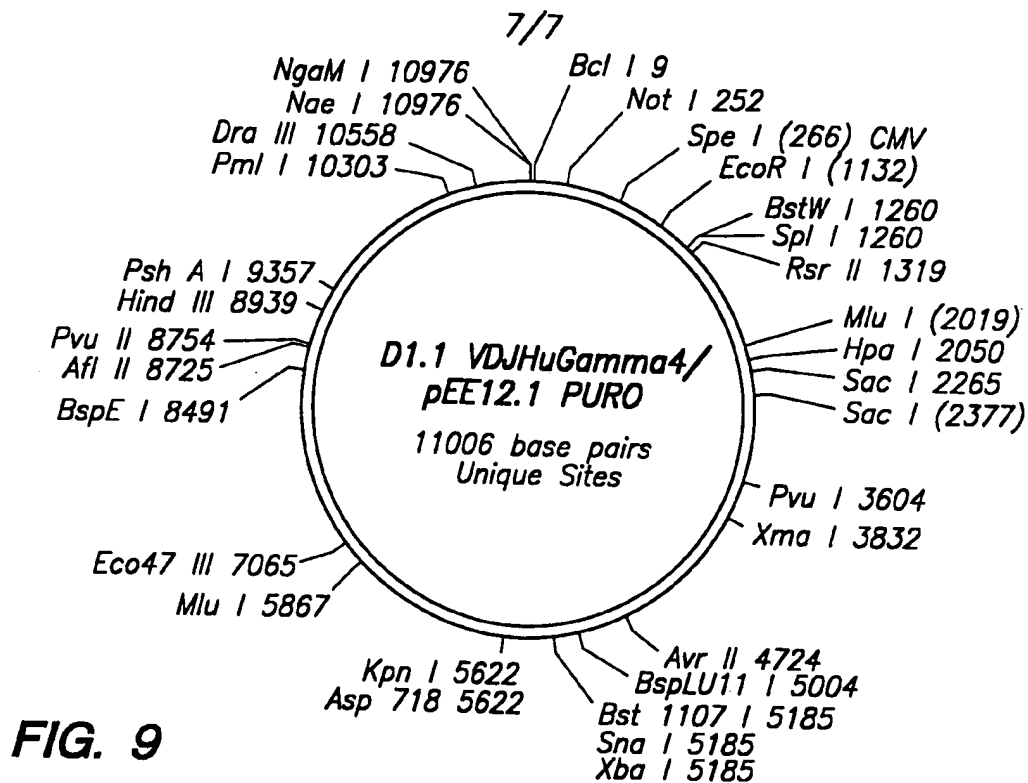 7/7
NgaM I 10976
Nae I 10976
Dra III 10558
Pml I 10303
Bcl I 9
Not I 252
Spe I (266) CMV
EcoR I (1132)
BstW I 1260
Spl I 1260
Rsr II 1319
Psh A I 9357
Hind III 8939
Pvu II 8754
Afl II 8725
BspE I 8491
Mlu I (2019)
Hpa I 2050
Sac I 2265
Sac I (2377)
D1.1 VDJHuGamma4/
pEE12.1 PURO
11006 base pairs
Unique Sites
Pvu I 3604
Xma I 3832
Eco47 III 7065
Mlu I 5867
Kpn I 5622
Asp 718 5622
Avr II 4724
BspLU11 I 5004
Bst 1107 I 5185
Sna I 5185
Xba I 5185
FIG. 9